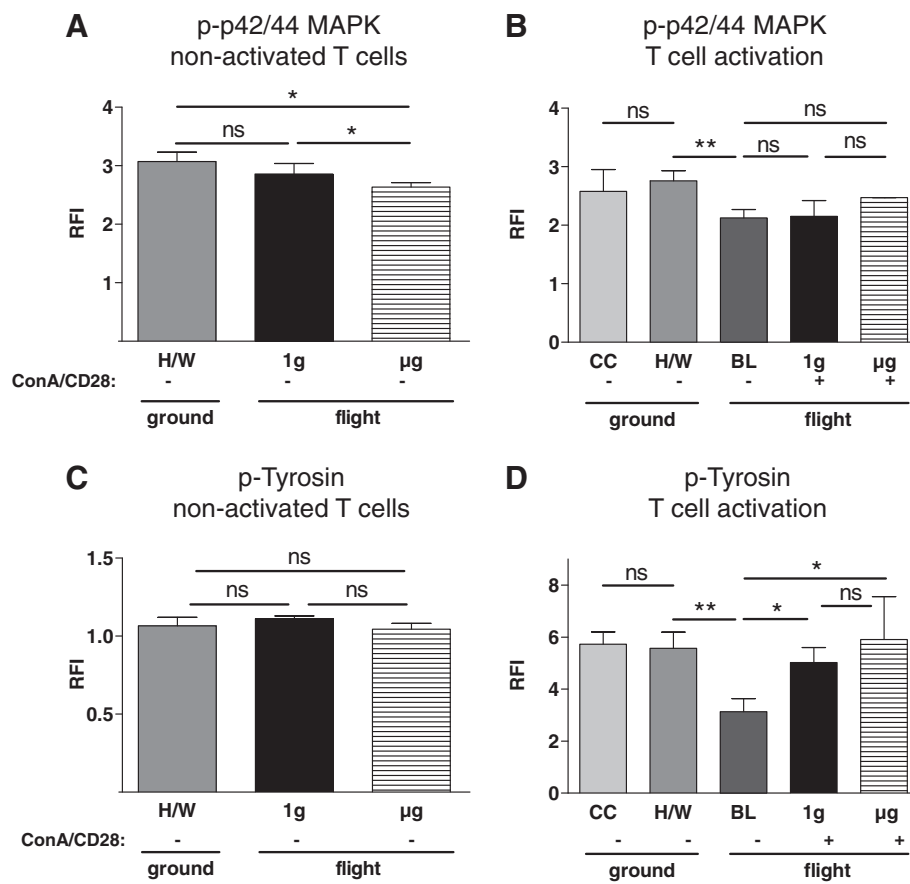 A
p-p42/44 MAPK
non-activated T cells
*
ns
*
4
3
2
1
RFI
H/W 1g µg
ConA/CD28: - - -
ground flight
B
p-p42/44 MAPK
T cell activation
ns
ns
**
ns
ns
4
3
2
1
0
RFI
CC H/W BL 1g µg
- - - + +
ground flight
C
p-Tyrosin
non-activated T cells
ns
ns
ns
1.5
1.0
0.5
RFI
H/W 1g µg
ConA/CD28: - - -
ground flight
D
p-Tyrosin
T cell activation
ns
*
**
*
ns
8
6
4
2
0
RFI
CC H/W BL 1g µg
- - - + +
ground flight